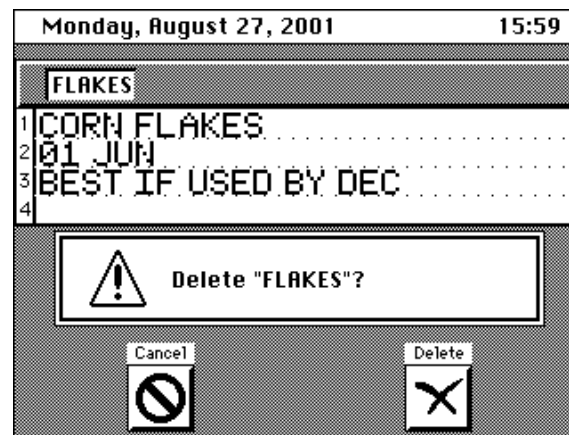 Monday, August 27, 2001 15:59
FLAKES
1 CORN FLAKES
2 01 JUN
3 BEST IF USED BY DEC
4
Delete "FLAKES"?
Cancel Delete